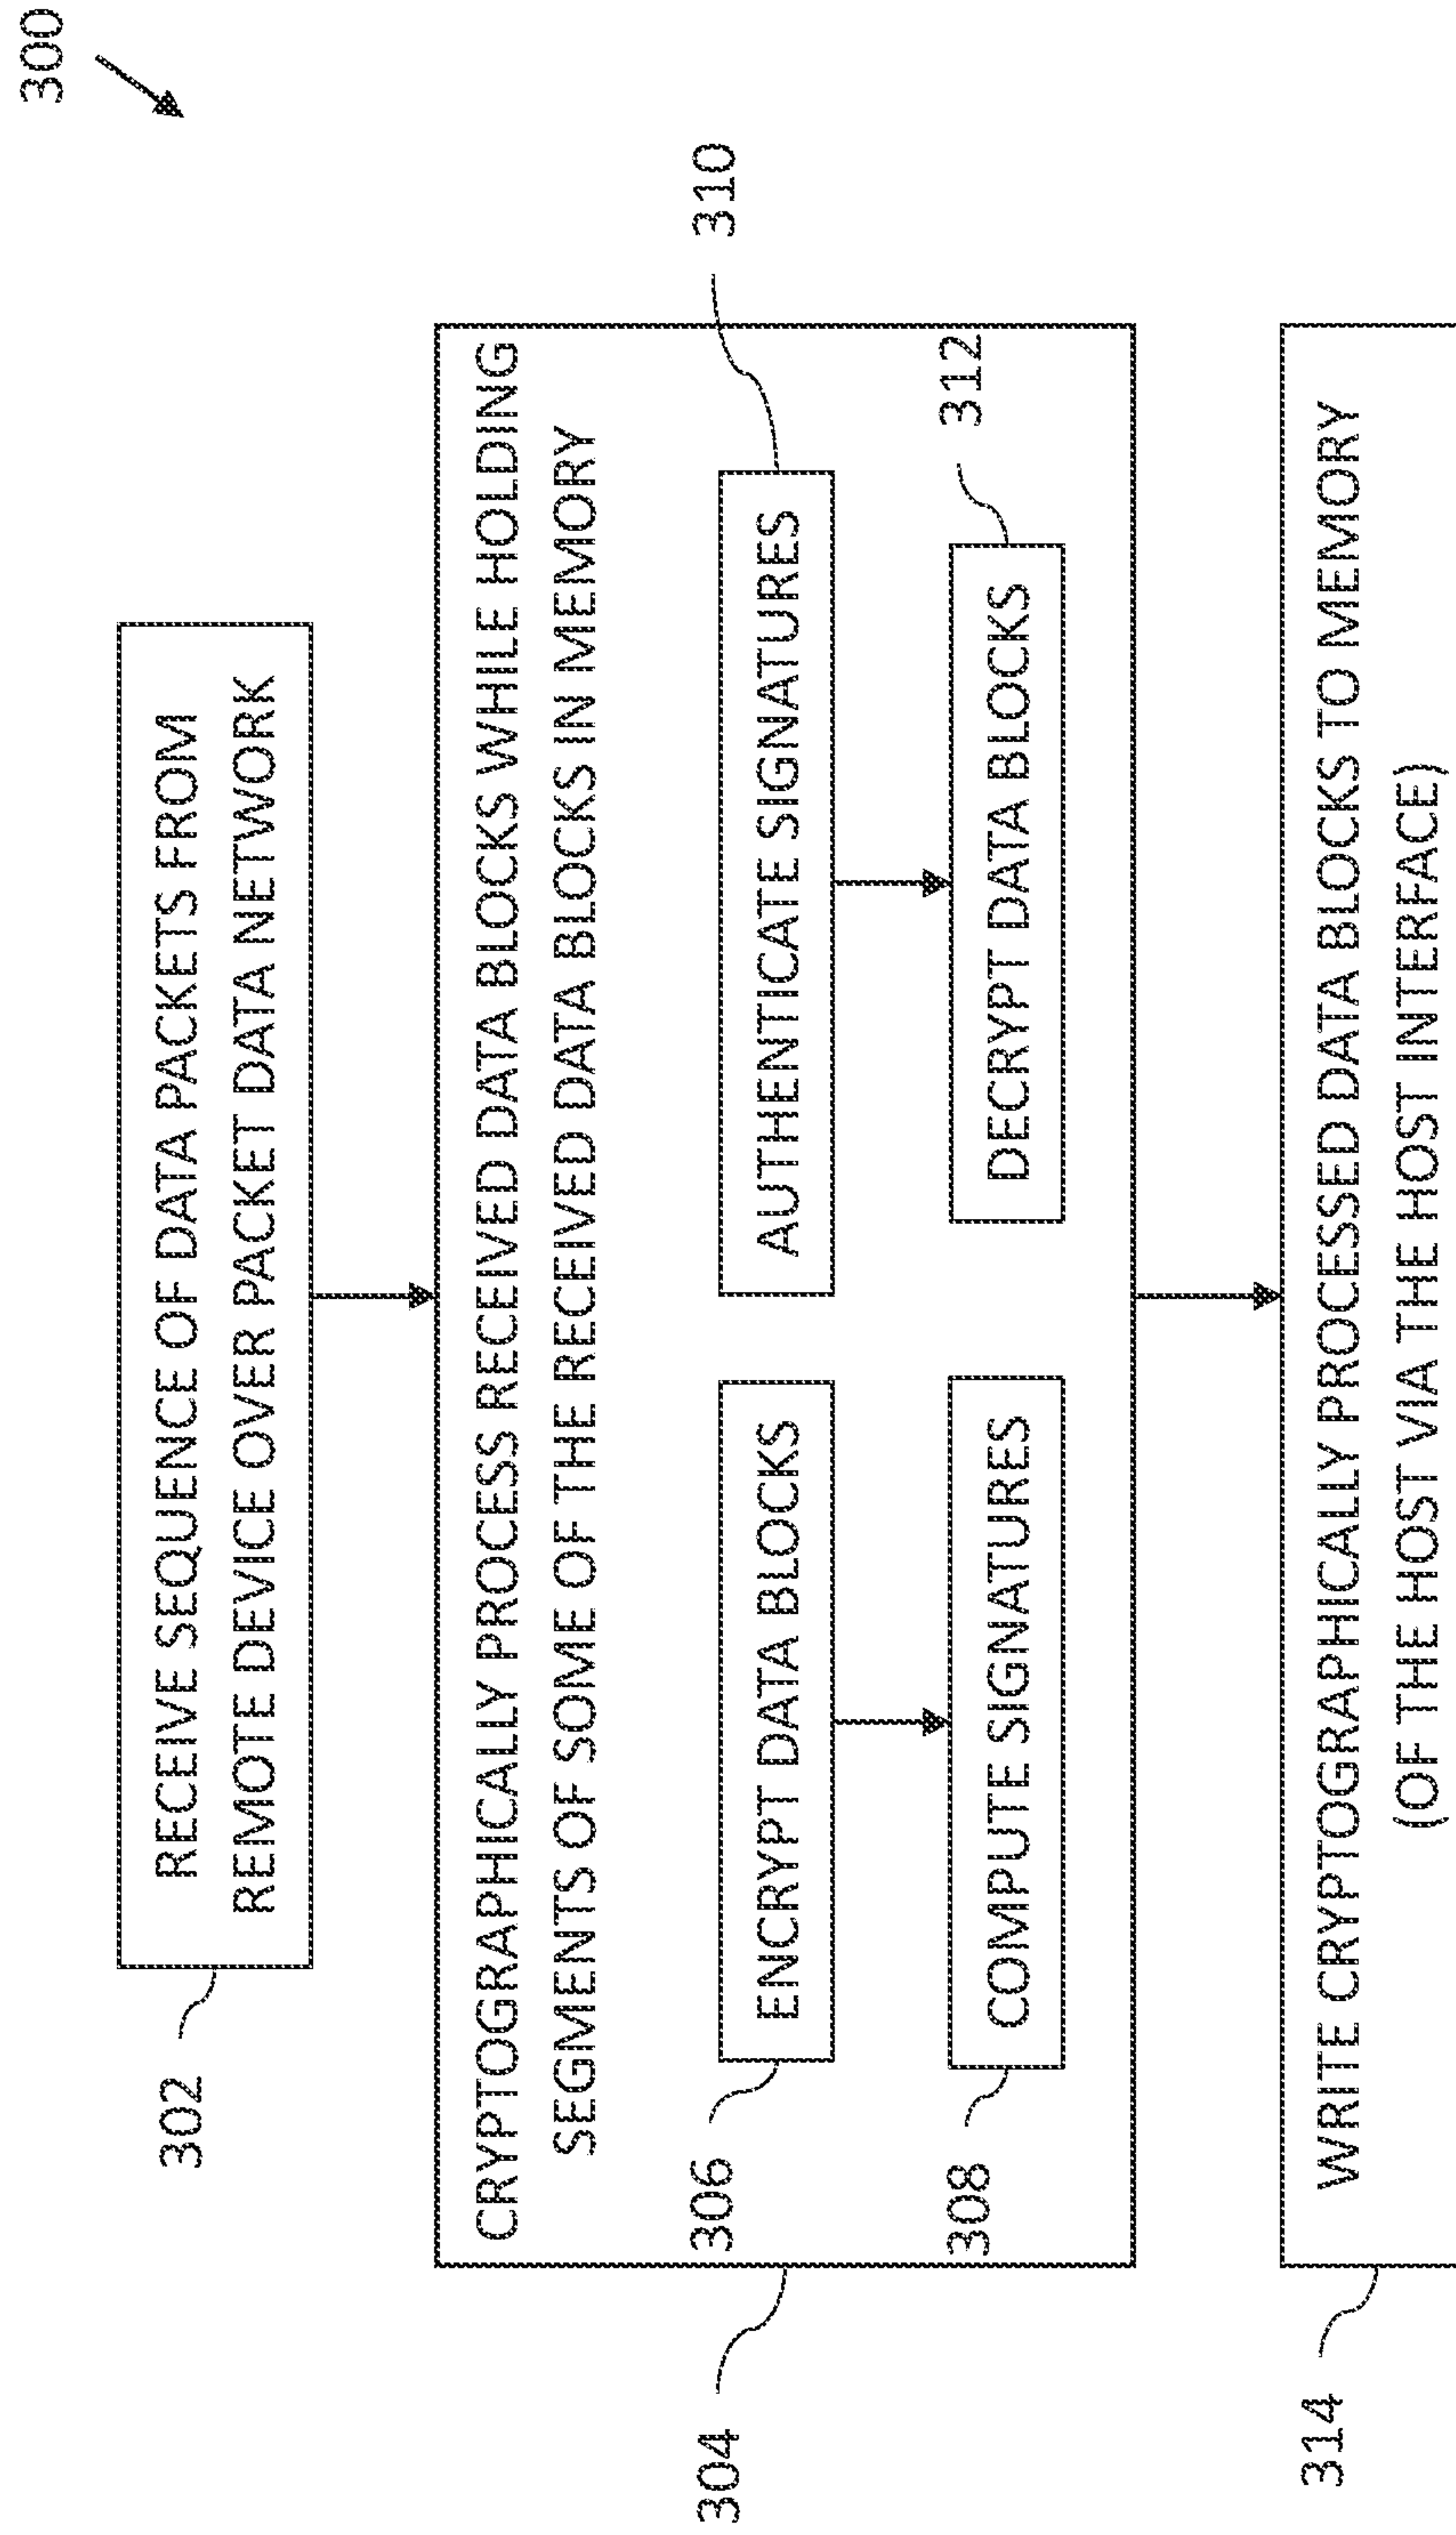 300
302
RECEIVE SEQUENCE OF DATA PACKETS FROM
REMOTE DEVICE OVER PACKET DATA NETWORK
304
CRYPTOGRAPHICALLY PROCESS RECEIVED DATA BLOCKS WHILE HOLDING
SEGMENTS OF SOME OF THE RECEIVED DATA BLOCKS IN MEMORY
306
ENCRYPT DATA BLOCKS
AUTHENTICATE SIGNATURES
310
308
COMPUTE SIGNATURES
DECRYPT DATA BLOCKS
312
314
WRITE CRYPTOGRAPHICALLY PROCESSED DATA BLOCKS TO MEMORY
(OF THE HOST VIA THE HOST INTERFACE)